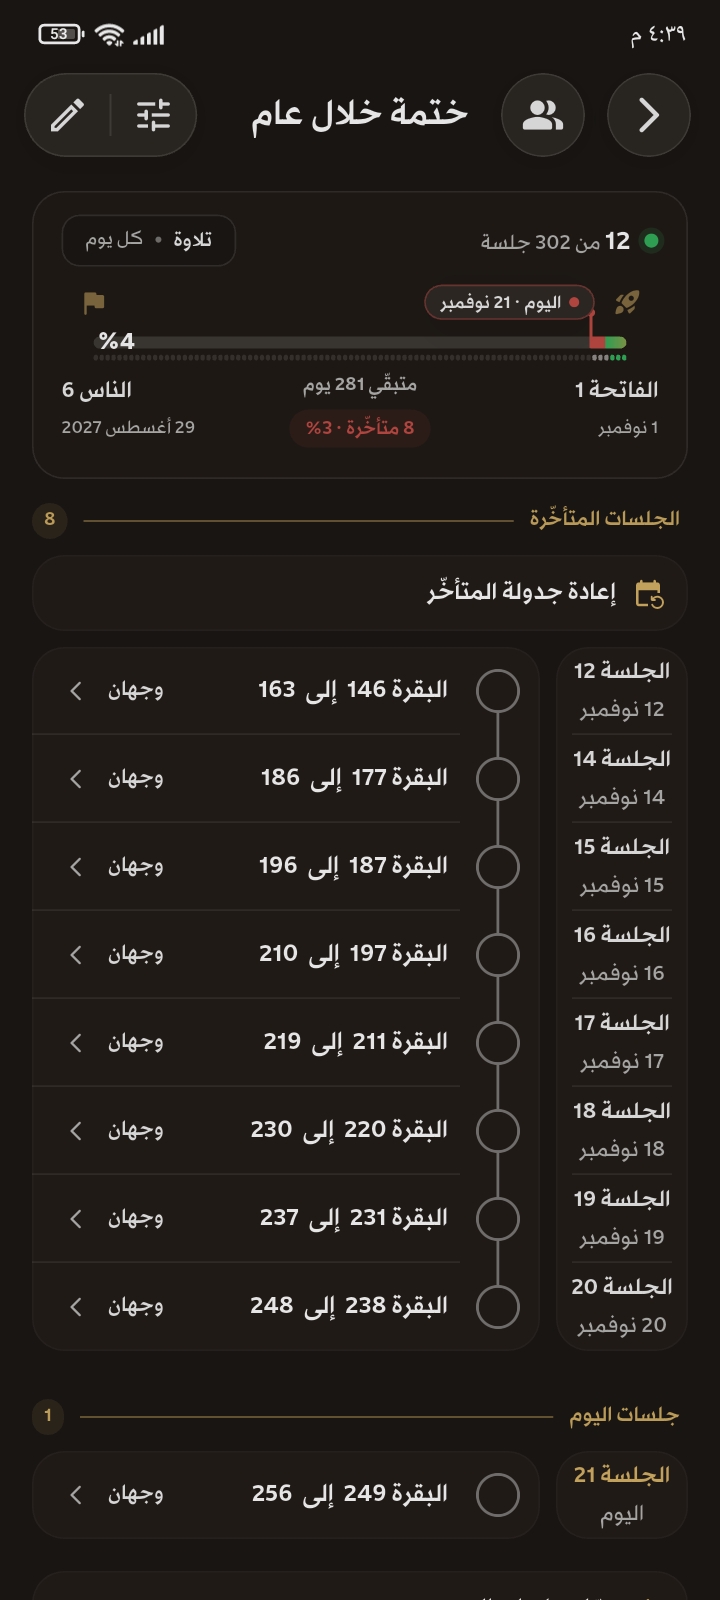 ٤:٣٩ م
53
ختمة خلال عام
12 من 302 جلسة
تلاوة • كل يوم
اليوم · 21 نوفمبر
%4
الفاتحة 1
متبقّي 281 يوم
الناس 6
1 نوفمبر
8 متأخّرة · 3%
29 أغسطس 2027
الجلسات المتأخّرة
8
إعادة جدولة المتأخّر
الجلسة 12
12 نوفمبر
البقرة 146 إلى 163
وجهان
الجلسة 14
14 نوفمبر
البقرة 177 إلى 186
وجهان
الجلسة 15
15 نوفمبر
البقرة 187 إلى 196
وجهان
الجلسة 16
16 نوفمبر
البقرة 197 إلى 210
وجهان
الجلسة 17
17 نوفمبر
البقرة 211 إلى 219
وجهان
الجلسة 18
18 نوفمبر
البقرة 220 إلى 230
وجهان
الجلسة 19
19 نوفمبر
البقرة 231 إلى 237
وجهان
الجلسة 20
20 نوفمبر
البقرة 238 إلى 248
وجهان
جلسات اليوم
1
الجلسة 21
اليوم
البقرة 249 إلى 256
وجهان